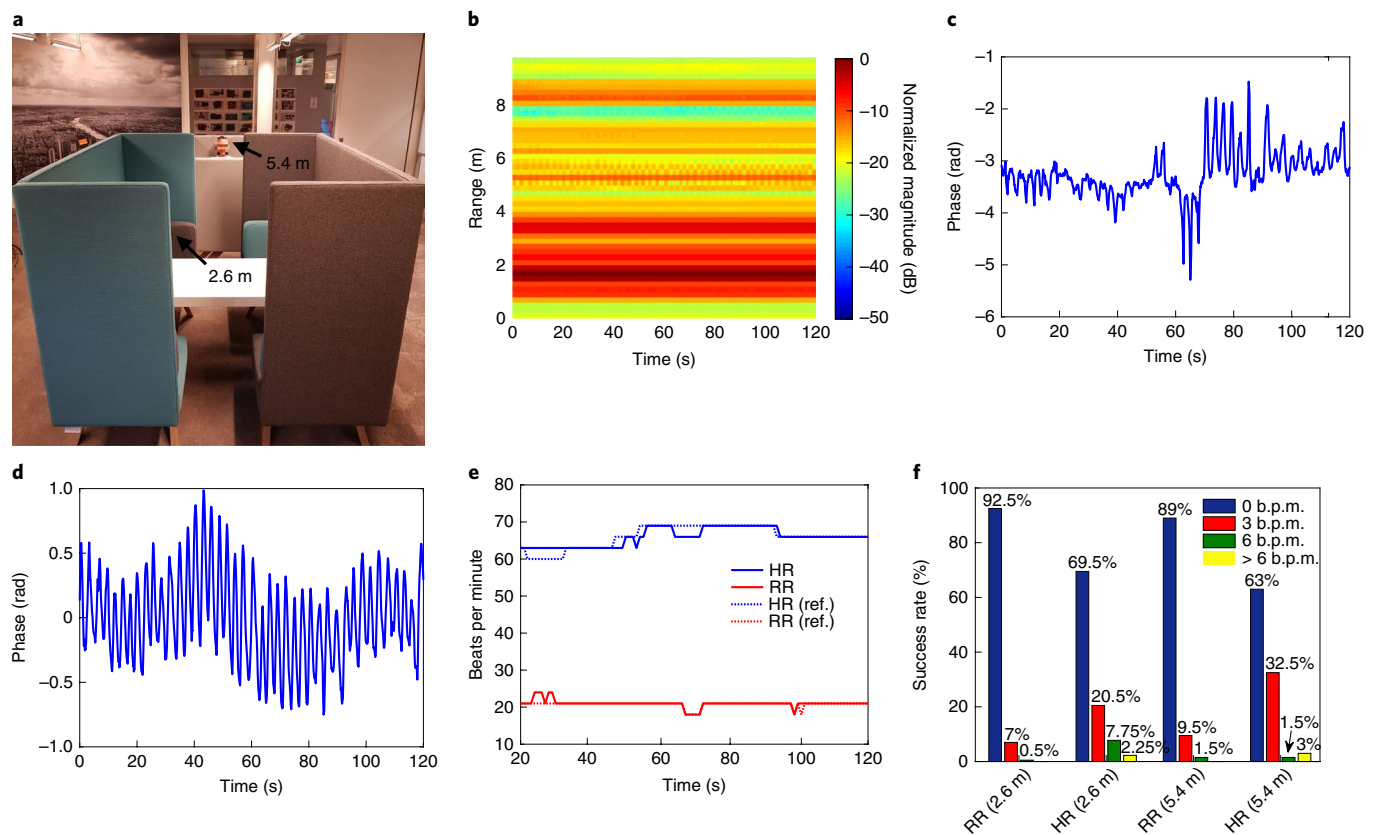 a
5.4 m
2.6 m
b
Range (m)
8
6
4
2
0
0 20 40 60 80 100 120
Time (s)
0
–10
–20
–30
–40
–50
Normalized magnitude (dB)
c
Phase (rad)
–1
–2
–3
–4
–5
–6
0 20 40 60 80 100 120
Time (s)
d
Phase (rad)
1.0
0.5
0
–0.5
–1.0
0 20 40 60 80 100 120
Time (s)
e
Beats per minute
80
70
60
50
40
30
20
10
HR
RR
HR (ref.)
RR (ref.)
20 40 60 80 100 120
Time (s)
f
Success rate (%)
100
80
60
40
20
0
0 b.p.m.
3 b.p.m.
6 b.p.m.
> 6 b.p.m.
92.5%
7%
0.5%
69.5%
20.5%
7.75%
2.25%
89%
9.5%
1.5%
63%
32.5%
1.5%
3%
RR (2.6 m)
HR (2.6 m)
RR (5.4 m)
HR (5.4 m)